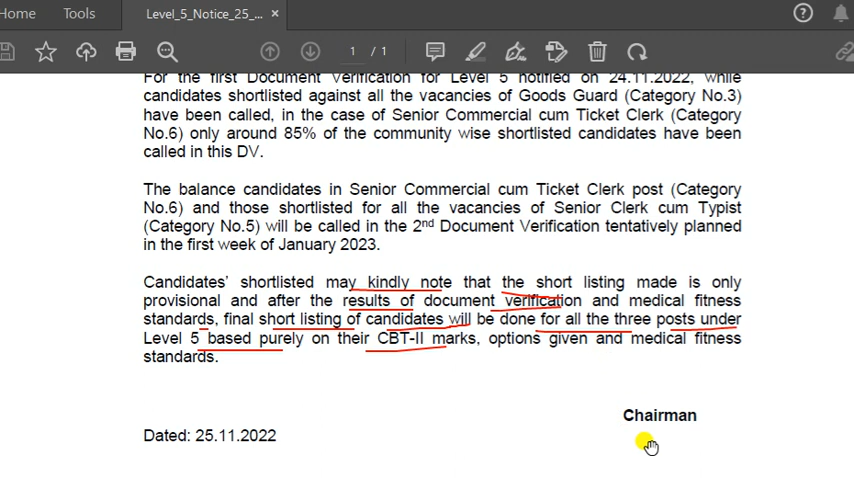 Home Tools Level_5_Notice_25_... ×
1 / 1
For the first Document Verification for Level 5 notified on 24.11.2022, while
candidates shortlisted against all the vacancies of Goods Guard (Category No.3)
have been called, in the case of Senior Commercial cum Ticket Clerk (Category
No.6) only around 85% of the community wise shortlisted candidates have been
called in this DV.
The balance candidates in Senior Commercial cum Ticket Clerk post (Category
No.6) and those shortlisted for all the vacancies of Senior Clerk cum Typist
(Category No.5) will be called in the 2nd Document Verification tentatively planned
in the first week of January 2023.
Candidates' shortlisted may kindly note that the short listing made is only
provisional and after the results of document verification and medical fitness
standards, final short listing of candidates will be done for all the three posts under
Level 5 based purely on their CBT-II marks, options given and medical fitness
standards.
Chairman
Dated: 25.11.2022